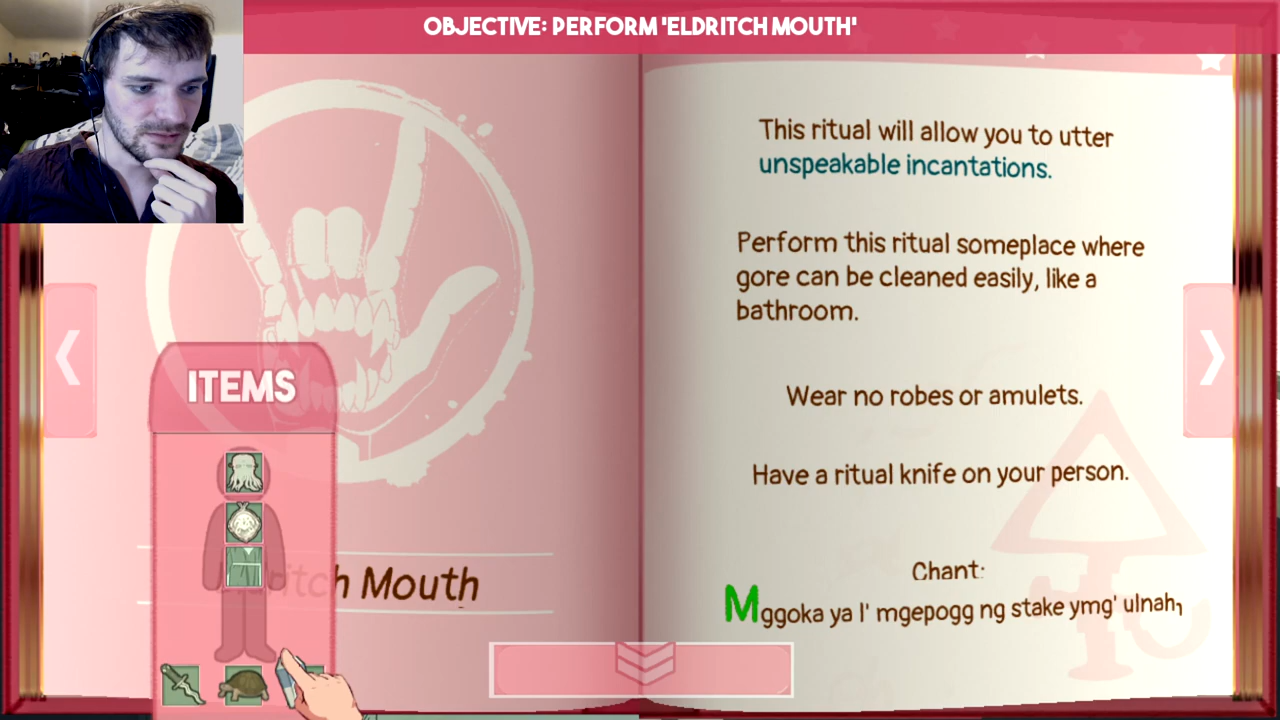 OBJECTIVE: PERFORM 'ELDRITCH MOUTH'
This ritual will allow you to utter
unspeakable incantations.
Perform this ritual someplace where
gore can be cleaned easily, like a
bathroom.
Wear no robes or amulets.
Have a ritual knife on your person.
Chant:
Mggoka ya l' mgepogg ng stake ymg' ulnah,
ITEMS
Eldritch Mouth